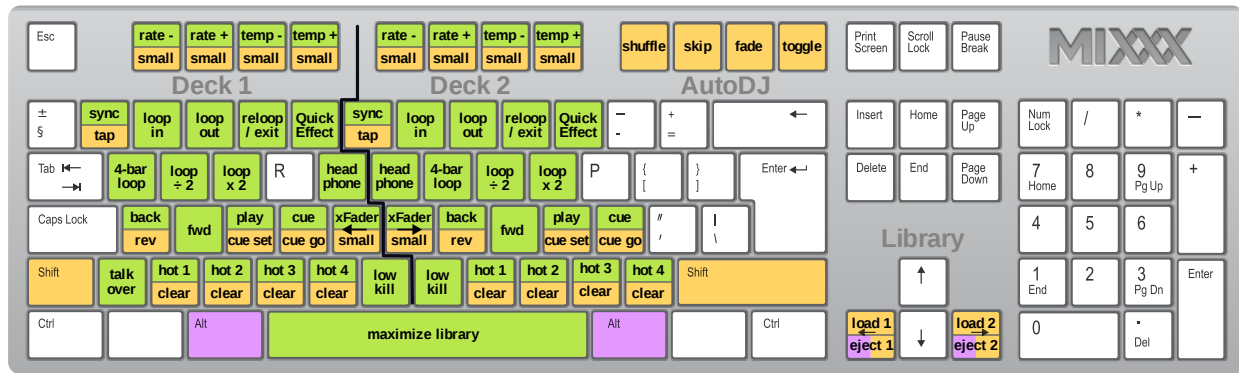 Esc
rate - rate + temp - temp +
small small small small
rate - rate + temp - temp +
small small small small
shuffle skip fade toggle
Print Screen
Scroll Lock
Pause Break
MIXXX
Deck 1
Deck 2
AutoDJ
±
§
sync
tap
loop in
loop out
reloop / exit
Quick Effect
sync
tap
loop in
loop out
reloop / exit
Quick Effect
–
-
+
=
←
Insert
Home
Page Up
Num Lock
/
*
—
Tab
4-bar loop
loop ÷ 2
loop x 2
R
head phone
head phone
4-bar loop
loop ÷ 2
loop x 2
P
{
[
}
]
Enter ↵
Delete
End
Page Down
7
Home
8
9
Pg Up
+
Caps Lock
back
rev
fwd
play
cue set
cue
cue go
xFader
←
small
xFader
→
small
back
rev
fwd
play
cue set
cue
cue go
"
'
|
\
Library
4
5
6
Shift
talk over
hot 1
clear
hot 2
clear
hot 3
clear
hot 4
clear
low kill
low kill
hot 1
clear
hot 2
clear
hot 3
clear
hot 4
clear
Shift
↑
1
End
2
3
Pg Dn
Enter
Ctrl
Alt
maximize library
Alt
Ctrl
load 1
←
eject 1
↓
load 2
→
eject 2
0
.
Del